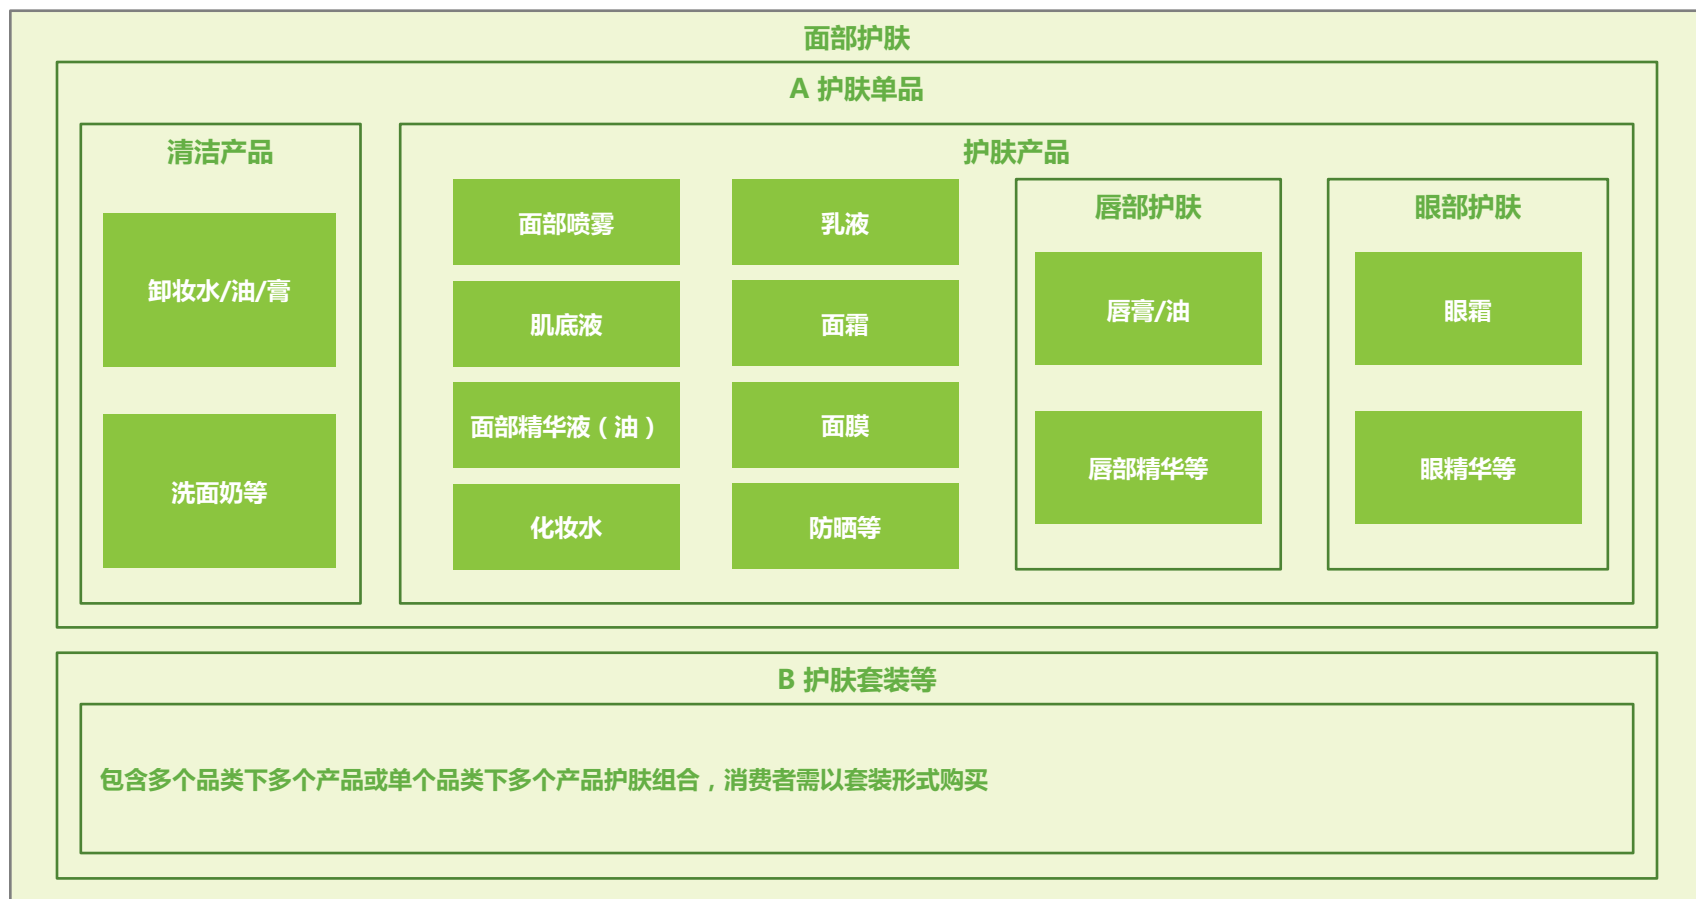 面部护肤
A 护肤单品
清洁产品
卸妆水/油/膏
洗面奶等
护肤产品
面部喷雾
肌底液
面部精华液（油）
化妆水
乳液
面霜
面膜
防晒等
唇部护肤
唇膏/油
唇部精华等
眼部护肤
眼霜
眼精华等
B 护肤套装等
包含多个品类下多个产品或单个品类下多个产品护肤组合，消费者需以套装形式购买